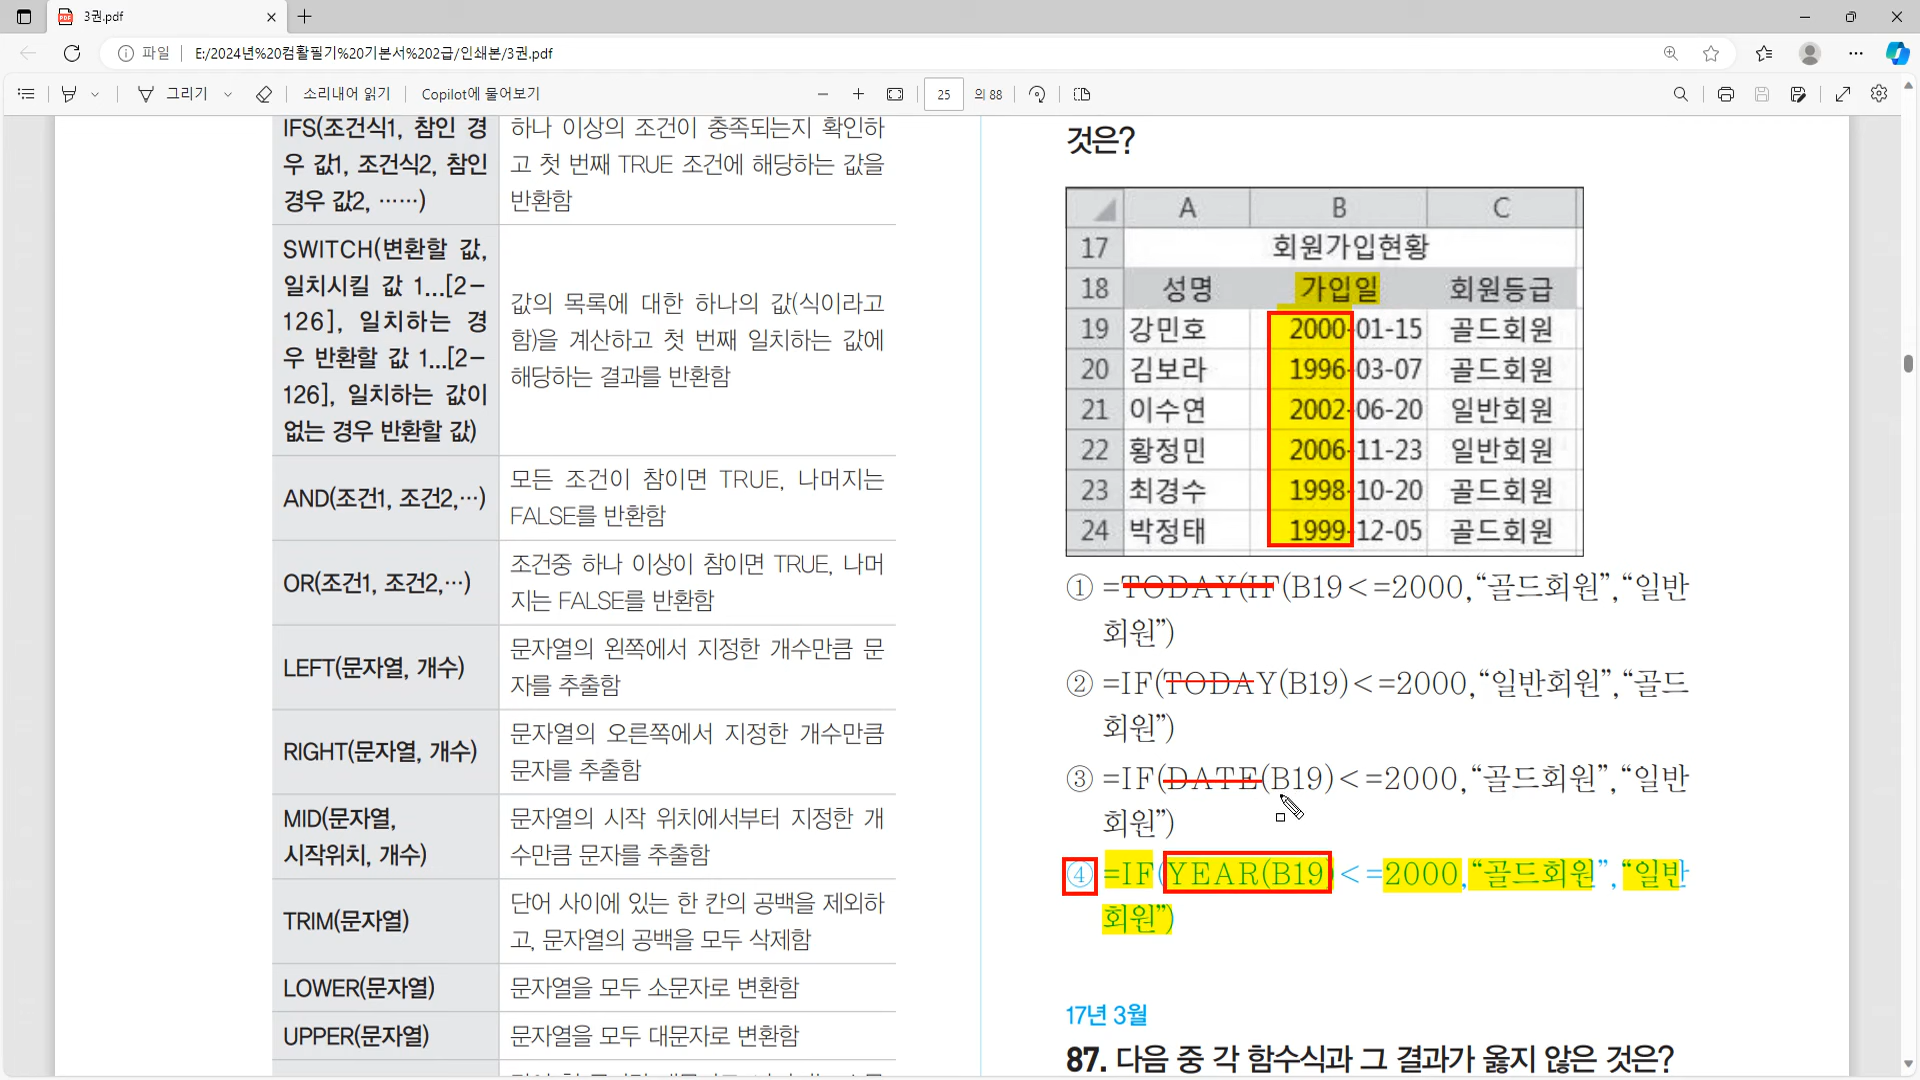 3권.pdf
파일
E:/2024년%20컴활필기%20기본서%202급/인쇄본/3권.pdf
그리기
소리내어 읽기
Copilot에 물어보기
25 의 88
IFS(조건식1, 참인 경
우 값1, 조건식2, 참인
경우 값2, ……)
하나 이상의 조건이 충족되는지 확인하
고 첫 번째 TRUE 조건에 해당하는 값을
반환함
SWITCH(변환할 값,
일치시킬 값 1...[2-
126], 일치하는 경
우 반환할 값 1...[2-
126], 일치하는 값이
없는 경우 반환할 값)
값의 목록에 대한 하나의 값(식이라고
함)을 계산하고 첫 번째 일치하는 값에
해당하는 결과를 반환함
AND(조건1, 조건2,…)
모든 조건이 참이면 TRUE, 나머지는
FALSE를 반환함
OR(조건1, 조건2,…)
조건중 하나 이상이 참이면 TRUE, 나머
지는 FALSE를 반환함
LEFT(문자열, 개수)
문자열의 왼쪽에서 지정한 개수만큼 문
자를 추출함
RIGHT(문자열, 개수)
문자열의 오른쪽에서 지정한 개수만큼
문자를 추출함
MID(문자열,
시작위치, 개수)
문자열의 시작 위치에서부터 지정한 개
수만큼 문자를 추출함
TRIM(문자열)
단어 사이에 있는 한 칸의 공백을 제외하
고, 문자열의 공백을 모두 삭제함
LOWER(문자열)
문자열을 모두 소문자로 변환함
UPPER(문자열)
문자열을 모두 대문자로 변환함
것은?
A B C
17 회원가입현황
18 성명 가입일 회원등급
19 강민호 2000-01-15 골드회원
20 김보라 1996-03-07 골드회원
21 이수연 2002-06-20 일반회원
22 황정민 2006-11-23 일반회원
23 최경수 1998-10-20 골드회원
24 박정태 1999-12-05 골드회원
① =TODAY(IF(B19<=2000,“골드회원”,“일반
회원”)
② =IF(TODAY(B19)<=2000,“일반회원”,“골드
회원”)
③ =IF(DATE(B19)<=2000,“골드회원”,“일반
회원”)
④ =IF(YEAR(B19)<=2000,“골드회원”,“일반
회원”)
17년 3월
87. 다음 중 각 함수식과 그 결과가 옳지 않은 것은?